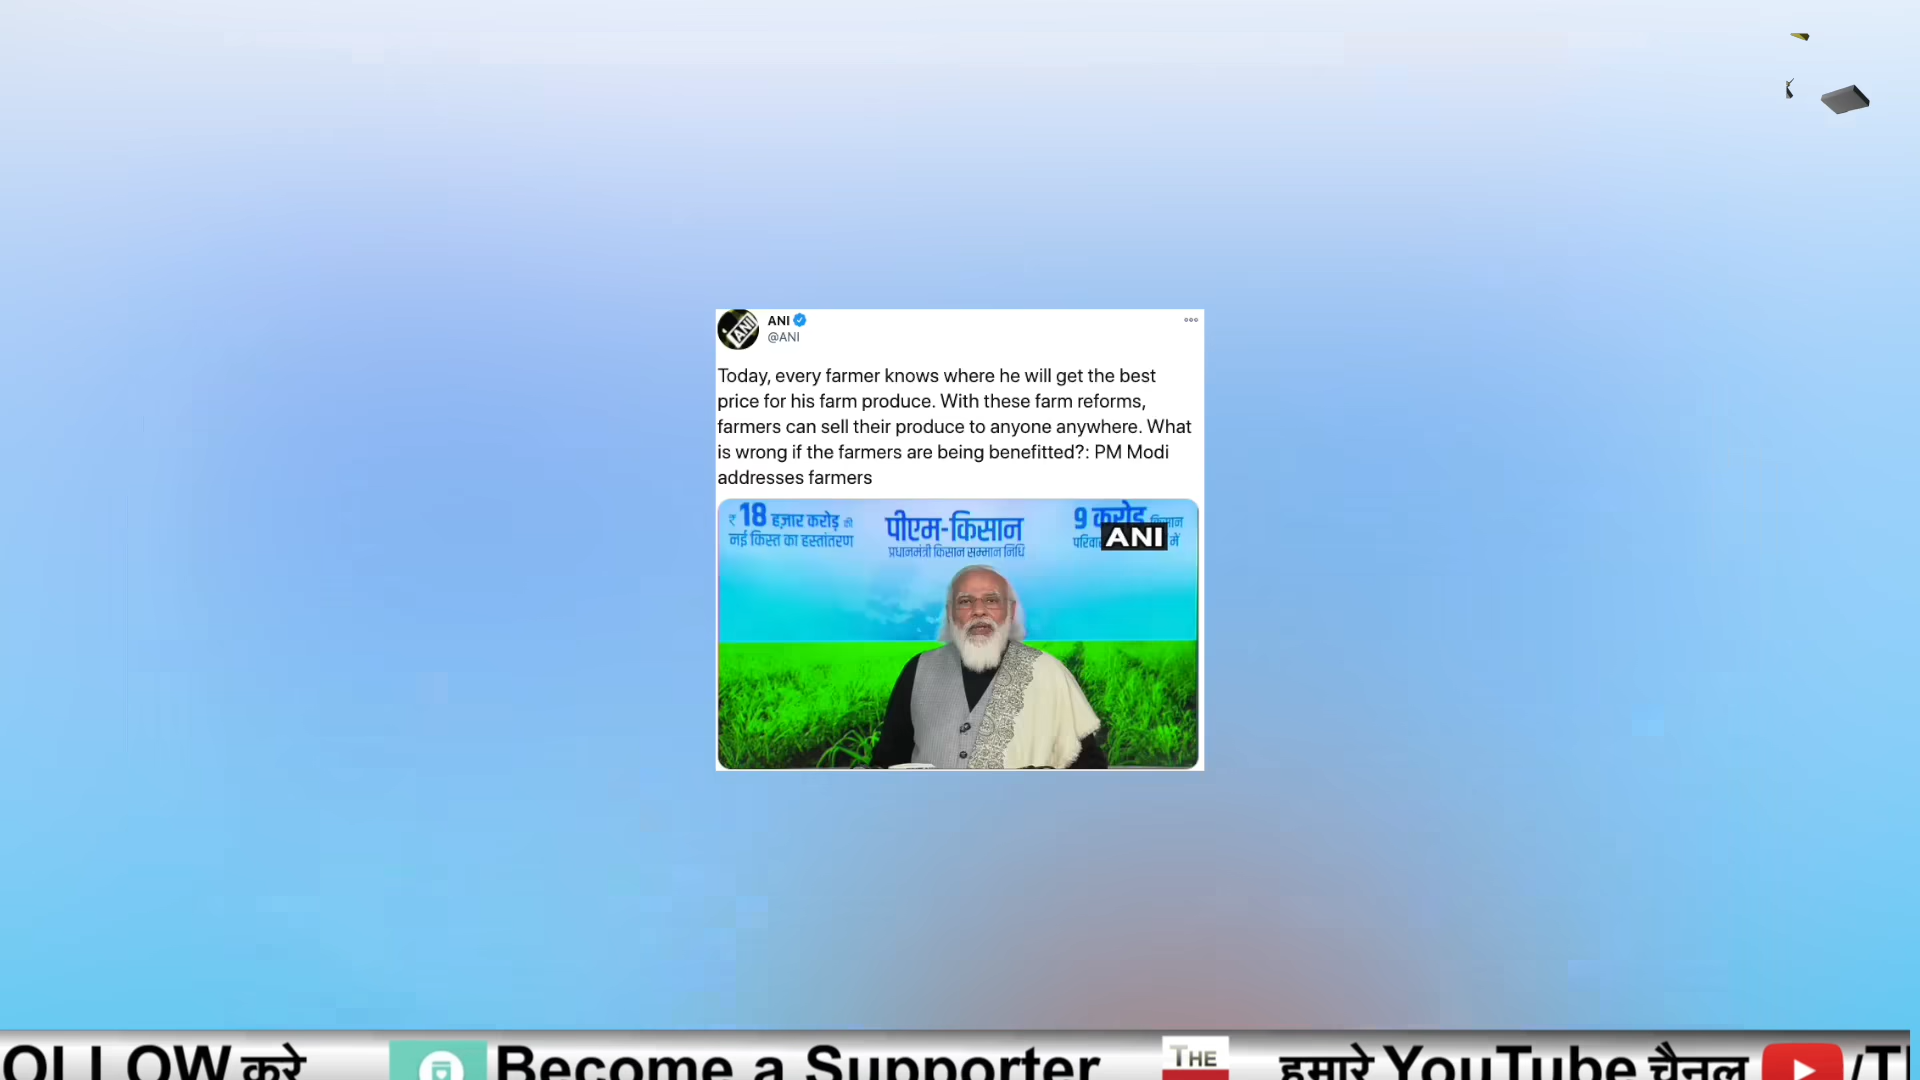 ANI
@ANI
Today, every farmer knows where he will get the best
price for his farm produce. With these farm reforms,
farmers can sell their produce to anyone anywhere. What
is wrong if the farmers are being benefitted?: PM Modi
addresses farmers
₹ 18 हज़ार करोड़ की
नई किस्त का हस्तांतरण
पीएम-किसान
प्रधानमंत्री किसान सम्मान निधि
9 करोड़ किसान
में
ANI
OLLOW करे
Become a Supporter
THE
हमारे YouTube चैनल